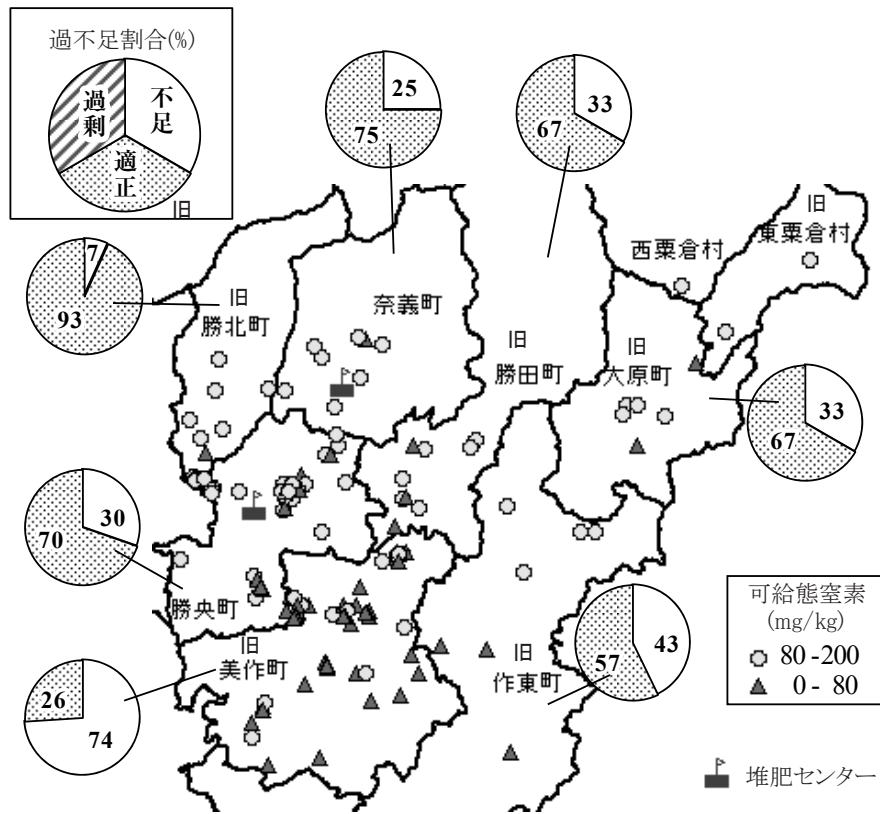 過不足割合(%)
過剰
不足
適正
旧
25
75
33
67
旧
東粟倉村
西粟倉村
7
93
旧
勝北町
奈義町
旧
勝田町
旧
大原町
33
67
30
70
勝央町
旧
美作町
26
74
旧
作東町
57
43
可給態窒素
(mg/kg)
80-200
0-80
堆肥センター